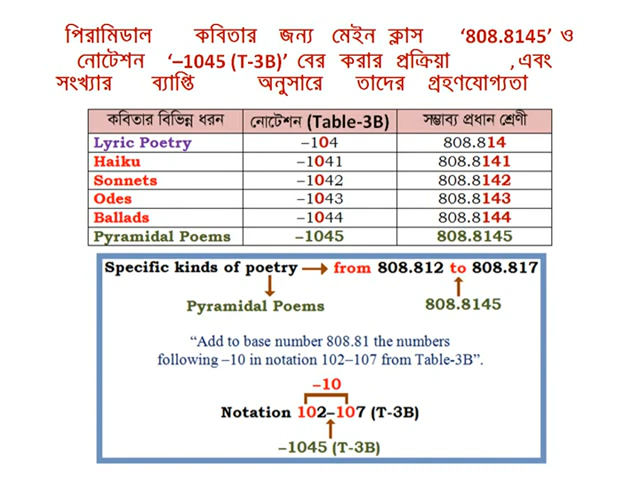 পিরামিডাল কবিতার জন্য মেইন ক্লাস ‘808.8145’ ও
নোটেশন ‘–1045 (T-3B)’ বের করার প্রক্রিয়া , এবং
সংখ্যার ব্যাপ্তি অনুসারে তাদের গ্রহণযোগ্যতা
কবিতার বিভিন্ন ধরন নোটেশন (Table-3B) সম্ভাব্য প্রধান শ্রেণী
Lyric Poetry –104 808.814
Haiku –1041 808.8141
Sonnets –1042 808.8142
Odes –1043 808.8143
Ballads –1044 808.8144
Pyramidal Poems –1045 808.8145
Specific kinds of poetry → from 808.812 to 808.817
Pyramidal Poems 808.8145
“Add to base number 808.81 the numbers
following –10 in notation 102–107 from Table-3B”.
–10
Notation 102–107 (T-3B)
–1045 (T-3B)